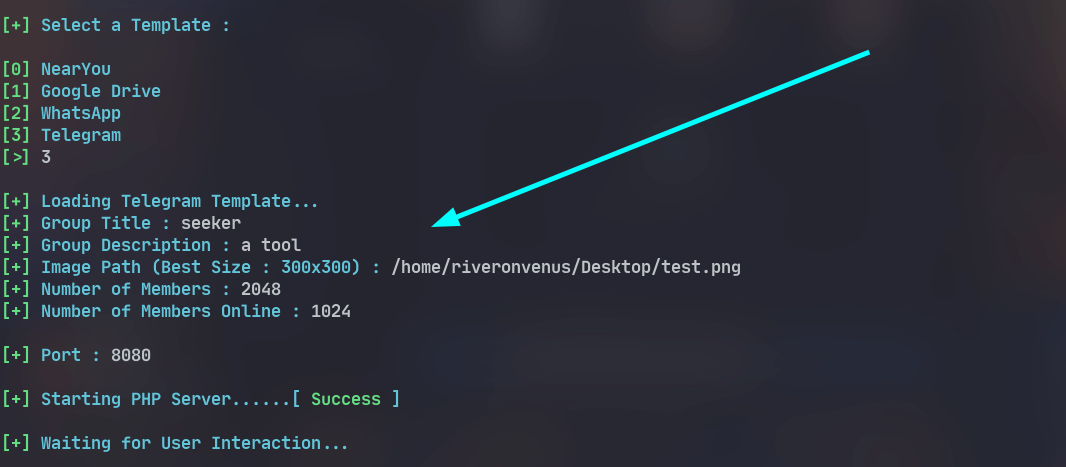 [+] Select a Template :
[0] NearYou
[1] Google Drive
[2] WhatsApp
[3] Telegram
[>] 3
[+] Loading Telegram Template...
[+] Group Title : seeker
[+] Group Description : a tool
[+] Image Path (Best Size : 300x300) : /home/riveronvenus/Desktop/test.png
[+] Number of Members : 2048
[+] Number of Members Online : 1024
[+] Port : 8080
[+] Starting PHP Server......[ Success ]
[+] Waiting for User Interaction...